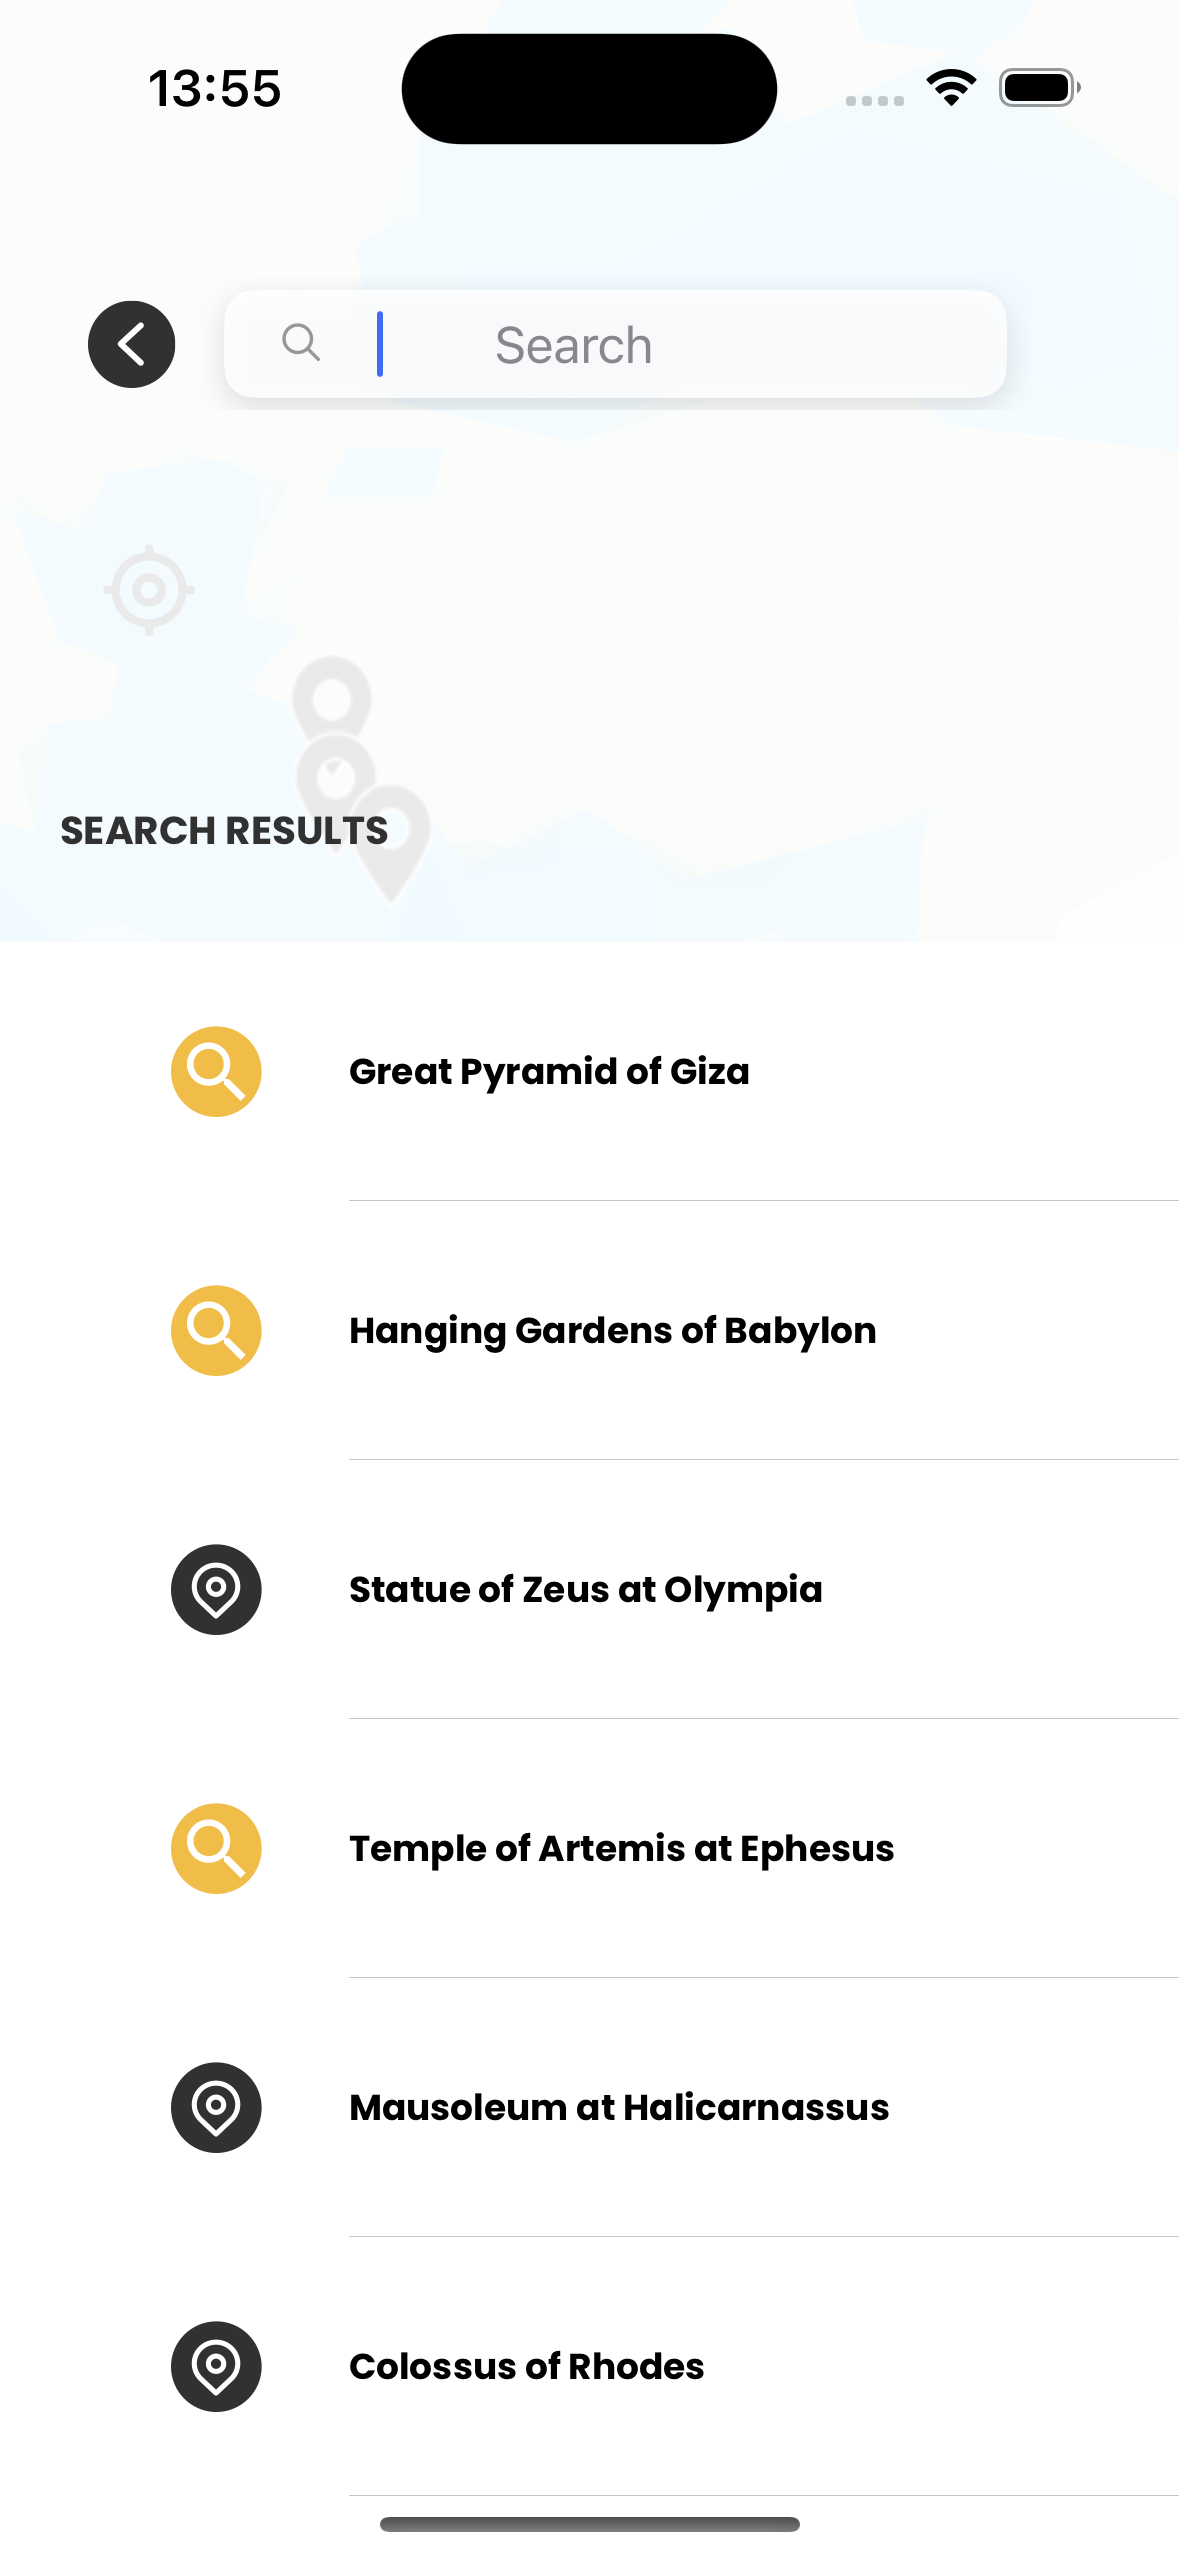 13:55
Search
SEARCH RESULTS
Great Pyramid of Giza
Hanging Gardens of Babylon
Statue of Zeus at Olympia
Temple of Artemis at Ephesus
Mausoleum at Halicarnassus
Colossus of Rhodes